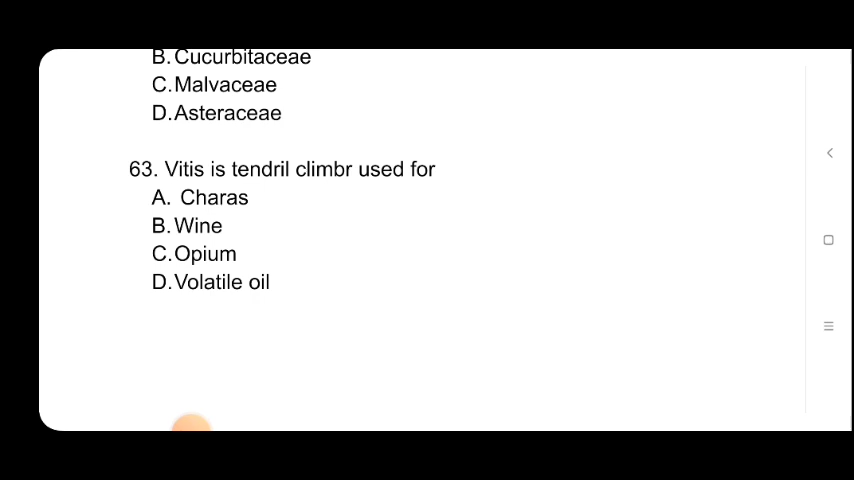 B. Cucurbitaceae
C. Malvaceae
D. Asteraceae
63. Vitis is tendril climbr used for
A. Charas
B. Wine
C. Opium
D. Volatile oil